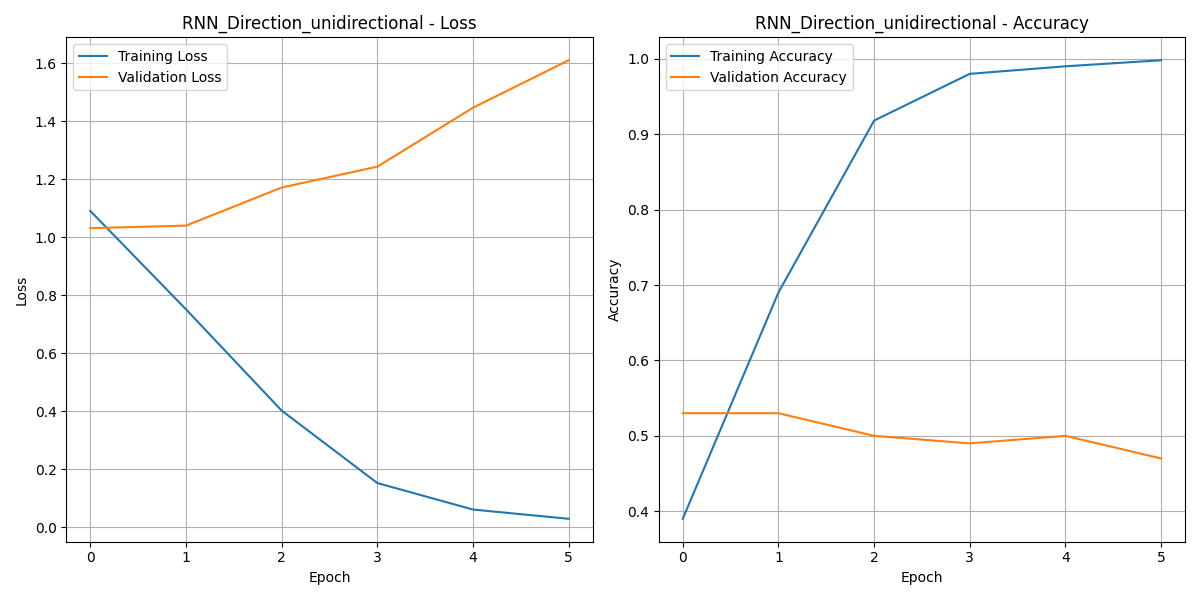 RNN_Direction_unidirectional - Loss
Training Loss
Validation Loss
1.6
1.4
1.2
1.0
0.8
0.6
0.4
0.2
0.0
Loss
0 1 2 3 4 5
Epoch
RNN_Direction_unidirectional - Accuracy
Training Accuracy
Validation Accuracy
1.0
0.9
0.8
0.7
0.6
0.5
0.4
Accuracy
0 1 2 3 4 5
Epoch